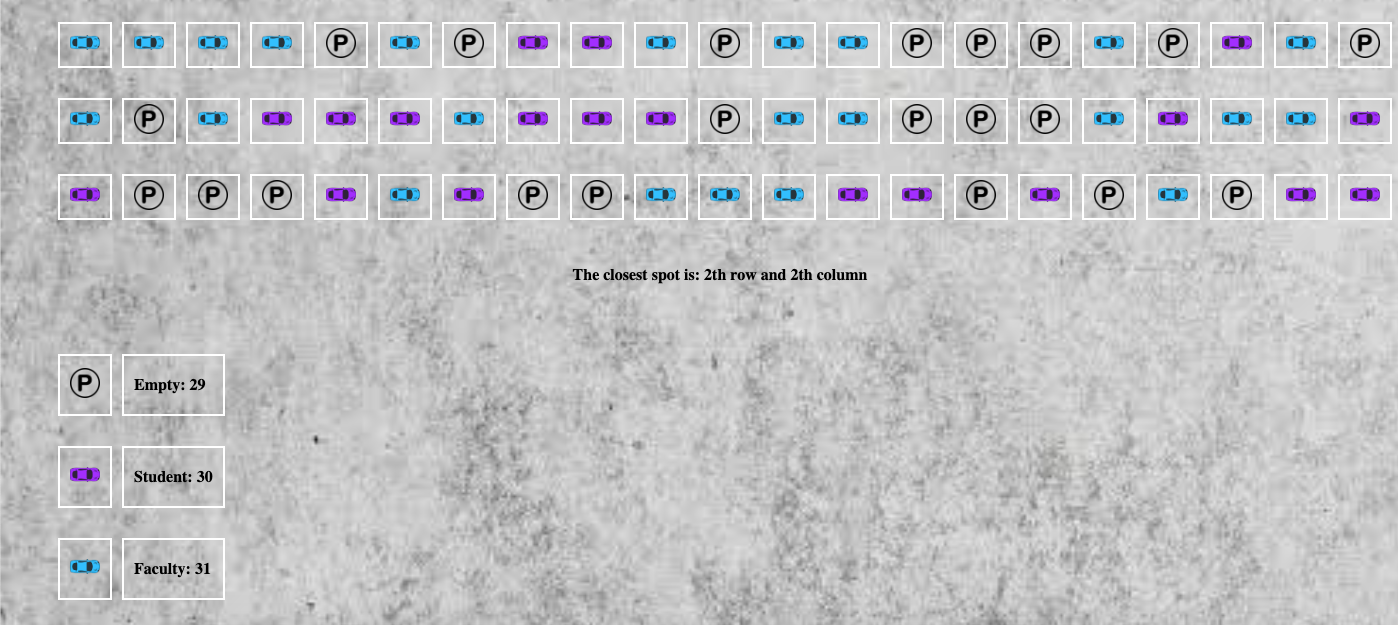 P P P P P P P P
P P P P P
P P P P P P P P
The closest spot is: 2th row and 2th column
P Empty: 29
Student: 30
Faculty: 31